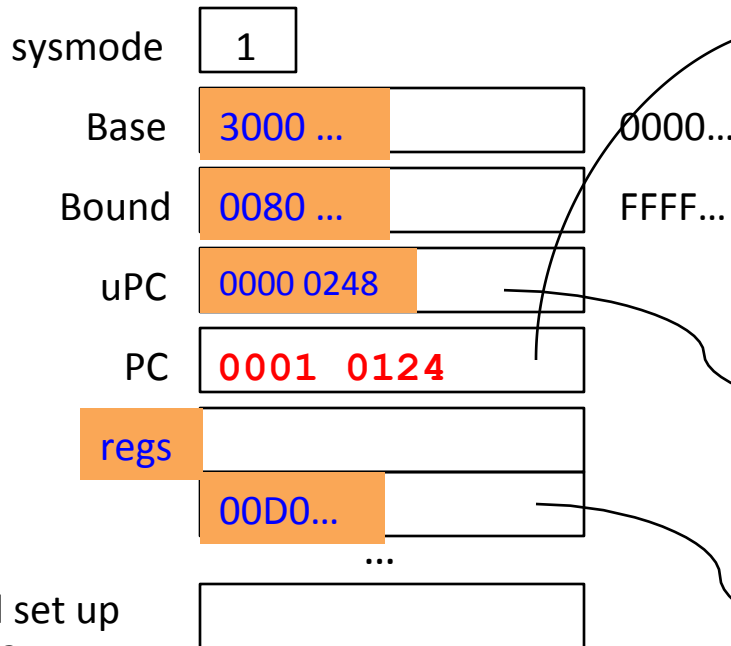 sysmode 1
Base 3000 ... 0000...
Bound 0080 ... FFFF...
uPC 0000 0248
PC 0001 0124
regs
00D0...
...
set up